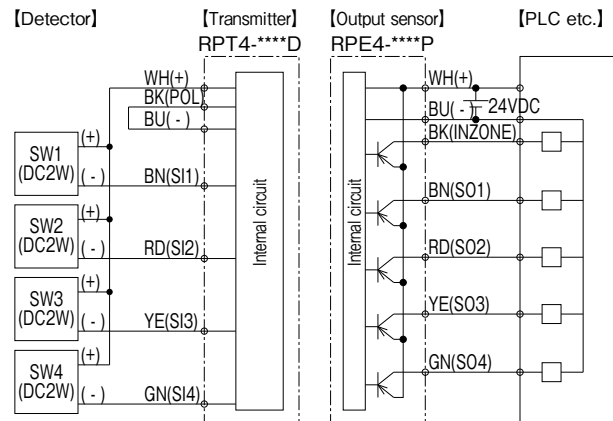 【Detector】 【Transmitter】 【Output sensor】 【PLC etc.】
RPT4-****D RPE4-****P
WH(+) WH(+)
BK(POL)
BU( - ) BU( - ) 24VDC
BK(INZONE)
(+)
SW1
(DC2W)
( - ) BN(SI1) BN(SO1)
(+)
SW2
(DC2W)
( - ) RD(SI2) RD(SO2)
Internal circuit Internal circuit
(+)
SW3
(DC2W)
( - ) YE(SI3) YE(SO3)
(+)
SW4
(DC2W)
( - ) GN(SI4) GN(SO4)